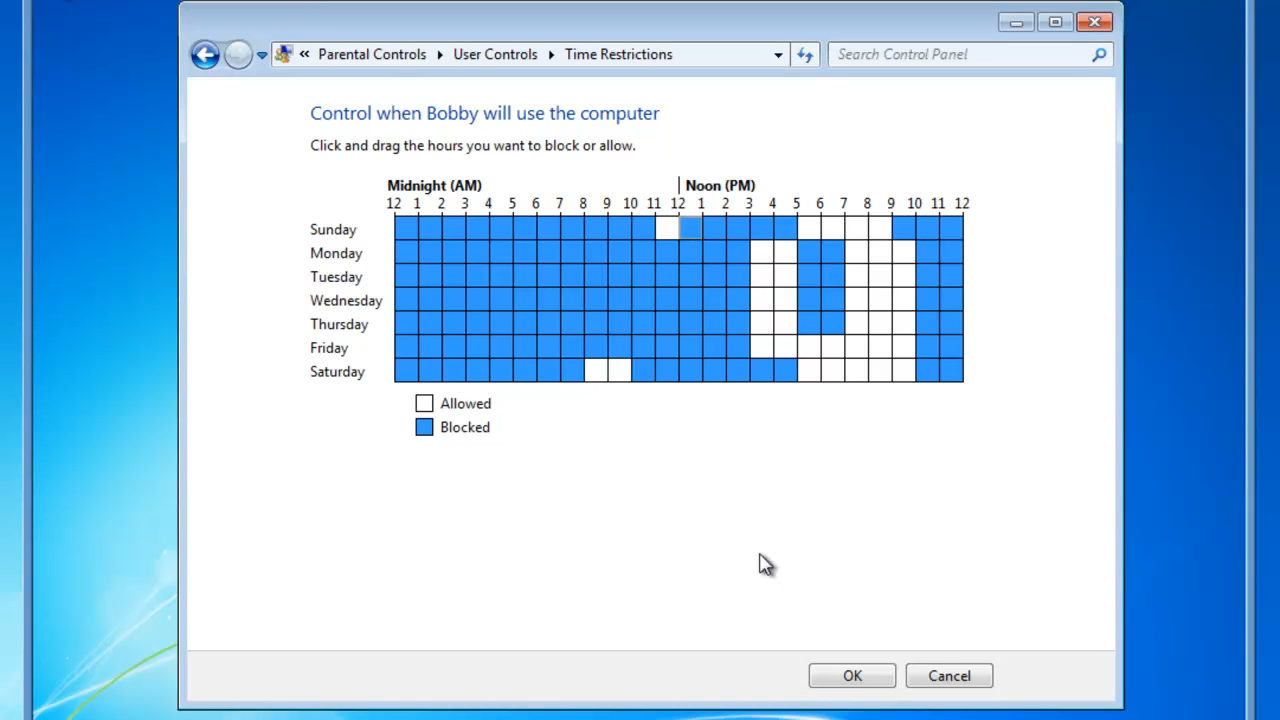 « Parental Controls User Controls Time Restrictions Search Control Panel
Control when Bobby will use the computer
Click and drag the hours you want to block or allow.
Midnight (AM) Noon (PM)
12 1 2 3 4 5 6 7 8 9 10 11 12 1 2 3 4 5 6 7 8 9 10 11 12
Sunday
Monday
Tuesday
Wednesday
Thursday
Friday
Saturday
Allowed
Blocked
OK Cancel